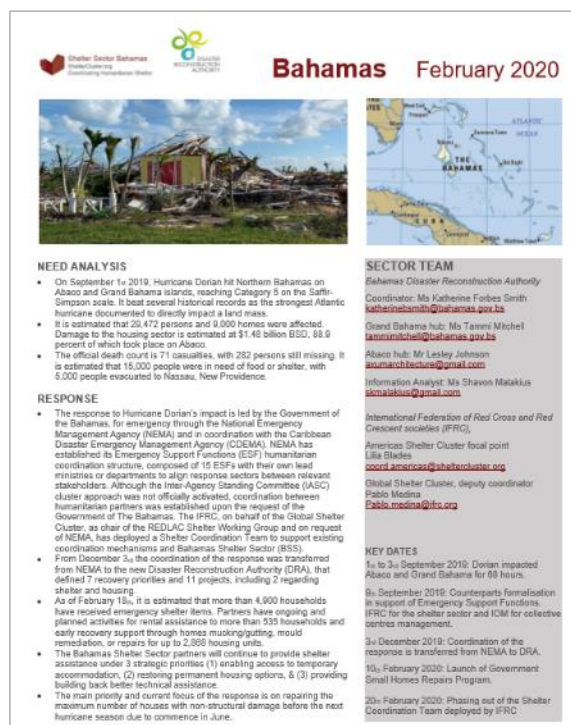 Shelter Sector Bahamas
ShelterCluster.org
Coordinating Humanitarian Shelter
DISASTER
RECONSTRUCTION
AUTHORITY
Bahamas February 2020
ATLANTIC
OCEAN
THE
BAHAMAS
CUBA
NEED ANALYSIS
• On September 1st 2019, Hurricane Dorian hit Northern Bahamas on
Abaco and Grand Bahama islands, reaching Category 5 on the Saffir-
Simpson scale. It beat several historical records as the strongest Atlantic
hurricane documented to directly impact a land mass.
• It is estimated that 29,472 persons and 9,000 homes were affected.
Damage to the housing sector is estimated at $1.48 billion BSD, 88.9
percent of which took place on Abaco.
• The official death count is 71 casualties, with 282 persons still missing. It
is estimated that 15,000 people were in need of food or shelter, with
5,000 people evacuated to Nassau, New Providence.
RESPONSE
• The response to Hurricane Dorian's impact is led by the Government of
the Bahamas, for emergency through the National Emergency
Management Agency (NEMA) and in coordination with the Caribbean
Disaster Emergency Management (CDEMA). NEMA has
established its Emergency Support Functions (ESF) humanitarian
coordination structure, composed of 15 ESFs with their own lead
ministries or departments to align response sectors between relevant
stakeholders. Although the Inter-Agency Standing Committee (IASC)
cluster approach was not officially activated, coordination between
humanitarian partners was established upon the request of the
Government of The Bahamas. The IFRC, on behalf of the Global Shelter
Cluster, as chair of the REDLAC Shelter Working Group and on request
of NEMA, has deployed a Shelter Coordination Team to support existing
coordination mechanisms and Bahamas Shelter Sector (BSS).
• From December 3rd the coordination of the response was transferred
from NEMA to the new Disaster Reconstruction Authority (DRA), that
defined 7 recovery priorities and 11 projects, including 2 regarding
shelter and housing.
• As of February 18th, it is estimated that more than 4,900 households
have received emergency shelter items. Partners have ongoing and
planned activities for rental assistance to more than 535 households and
early recovery support through homes mucking/gutting, mould
remediation, or repairs for up to 2,868 housing units.
• The Bahamas Shelter Sector partners will continue to provide shelter
assistance under 3 strategic priorities (1) enabling access to temporary
accommodation, (2) restoring permanent housing options, & (3) providing
building back better technical assistance.
• The main priority and current focus of the response is on repairing the
maximum number of houses with non-structural damage before the next
hurricane season due to commence in June.
SECTOR TEAM
Bahamas Disaster Reconstruction Authority
Coordinator: Ms Katherine Forbes Smith
katherinebsmith@bahamas.gov.bs
Grand Bahama hub: Ms Tammi Mitchell
tammimitchell@bahamas.gov.bs
Abaco hub: Mr Lesley Johnson
axumarchitecture@gmail.com
Information Analyst: Ms Shavon Malakius
skmalakius@gmail.com
International Federation of Red Cross and Red
Crescent societies (IFRC),
Americas Shelter Cluster focal point
Lilia Blades
coord.americas@sheltercluster.org
Global Shelter Cluster, deputy coordinator
Pablo Medina
Pablo.medina@ifrc.org
KEY DATES
1st to 3rd September 2019: Dorian impacted
Abaco and Grand Bahama for 68 hours.
9th September 2019: Counterparts formalisation
in support of Emergency Support Functions.
IFRC for the shelter sector and IOM for collective
centres management.
3rd December 2019: Coordination of the
response is transferred from NEMA to DRA.
10th February 2020: Launch of Government
Small Homes Repairs Program.
20th February 2020: Phasing out of the Shelter
Coordination Team deployed by IFRC